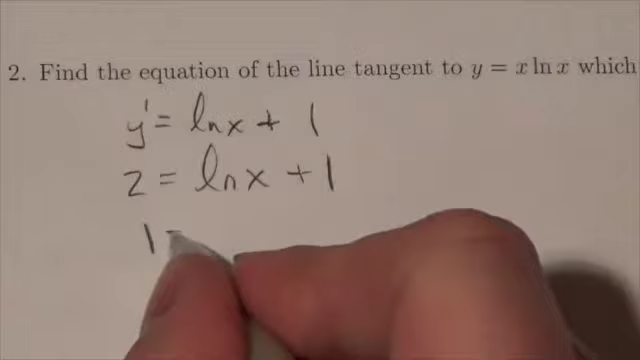 2. Find the equation of the line tangent to y = x ln x which
y' = ln x + 1
2 = ln x + 1
1 =